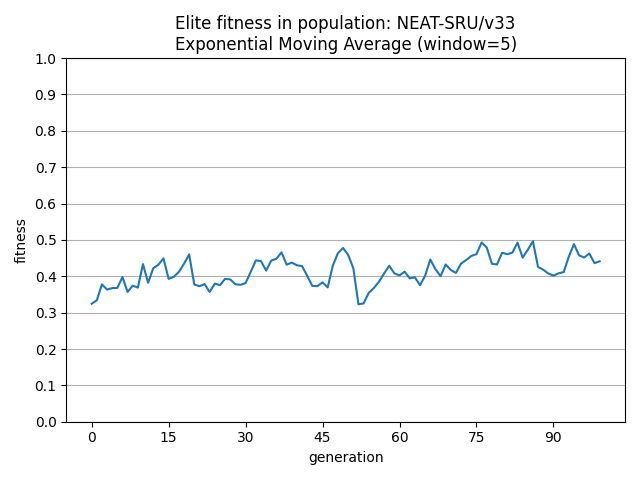 Elite fitness in population: NEAT-SRU/v33
Exponential Moving Average (window=5)
1.0
0.9
0.8
0.7
0.6
0.5
0.4
0.3
0.2
0.1
0.0
fitness
0 15 30 45 60 75 90
generation